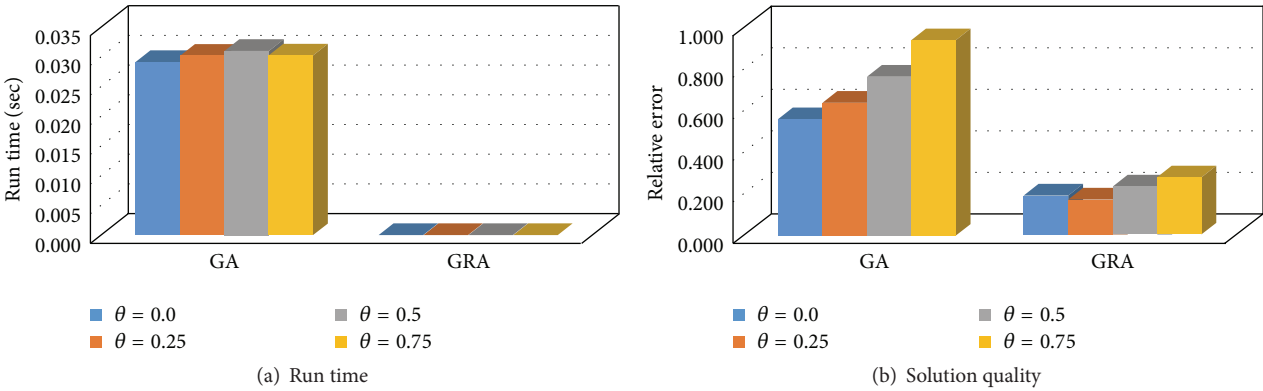 Run time (sec)
0.035
0.030
0.025
0.020
0.015
0.010
0.005
0.000
GA
GRA
θ = 0.0
θ = 0.5
θ = 0.25
θ = 0.75
(a) Run time
Relative error
1.000
0.800
0.600
0.400
0.200
0.000
GA
GRA
θ = 0.0
θ = 0.5
θ = 0.25
θ = 0.75
(b) Solution quality